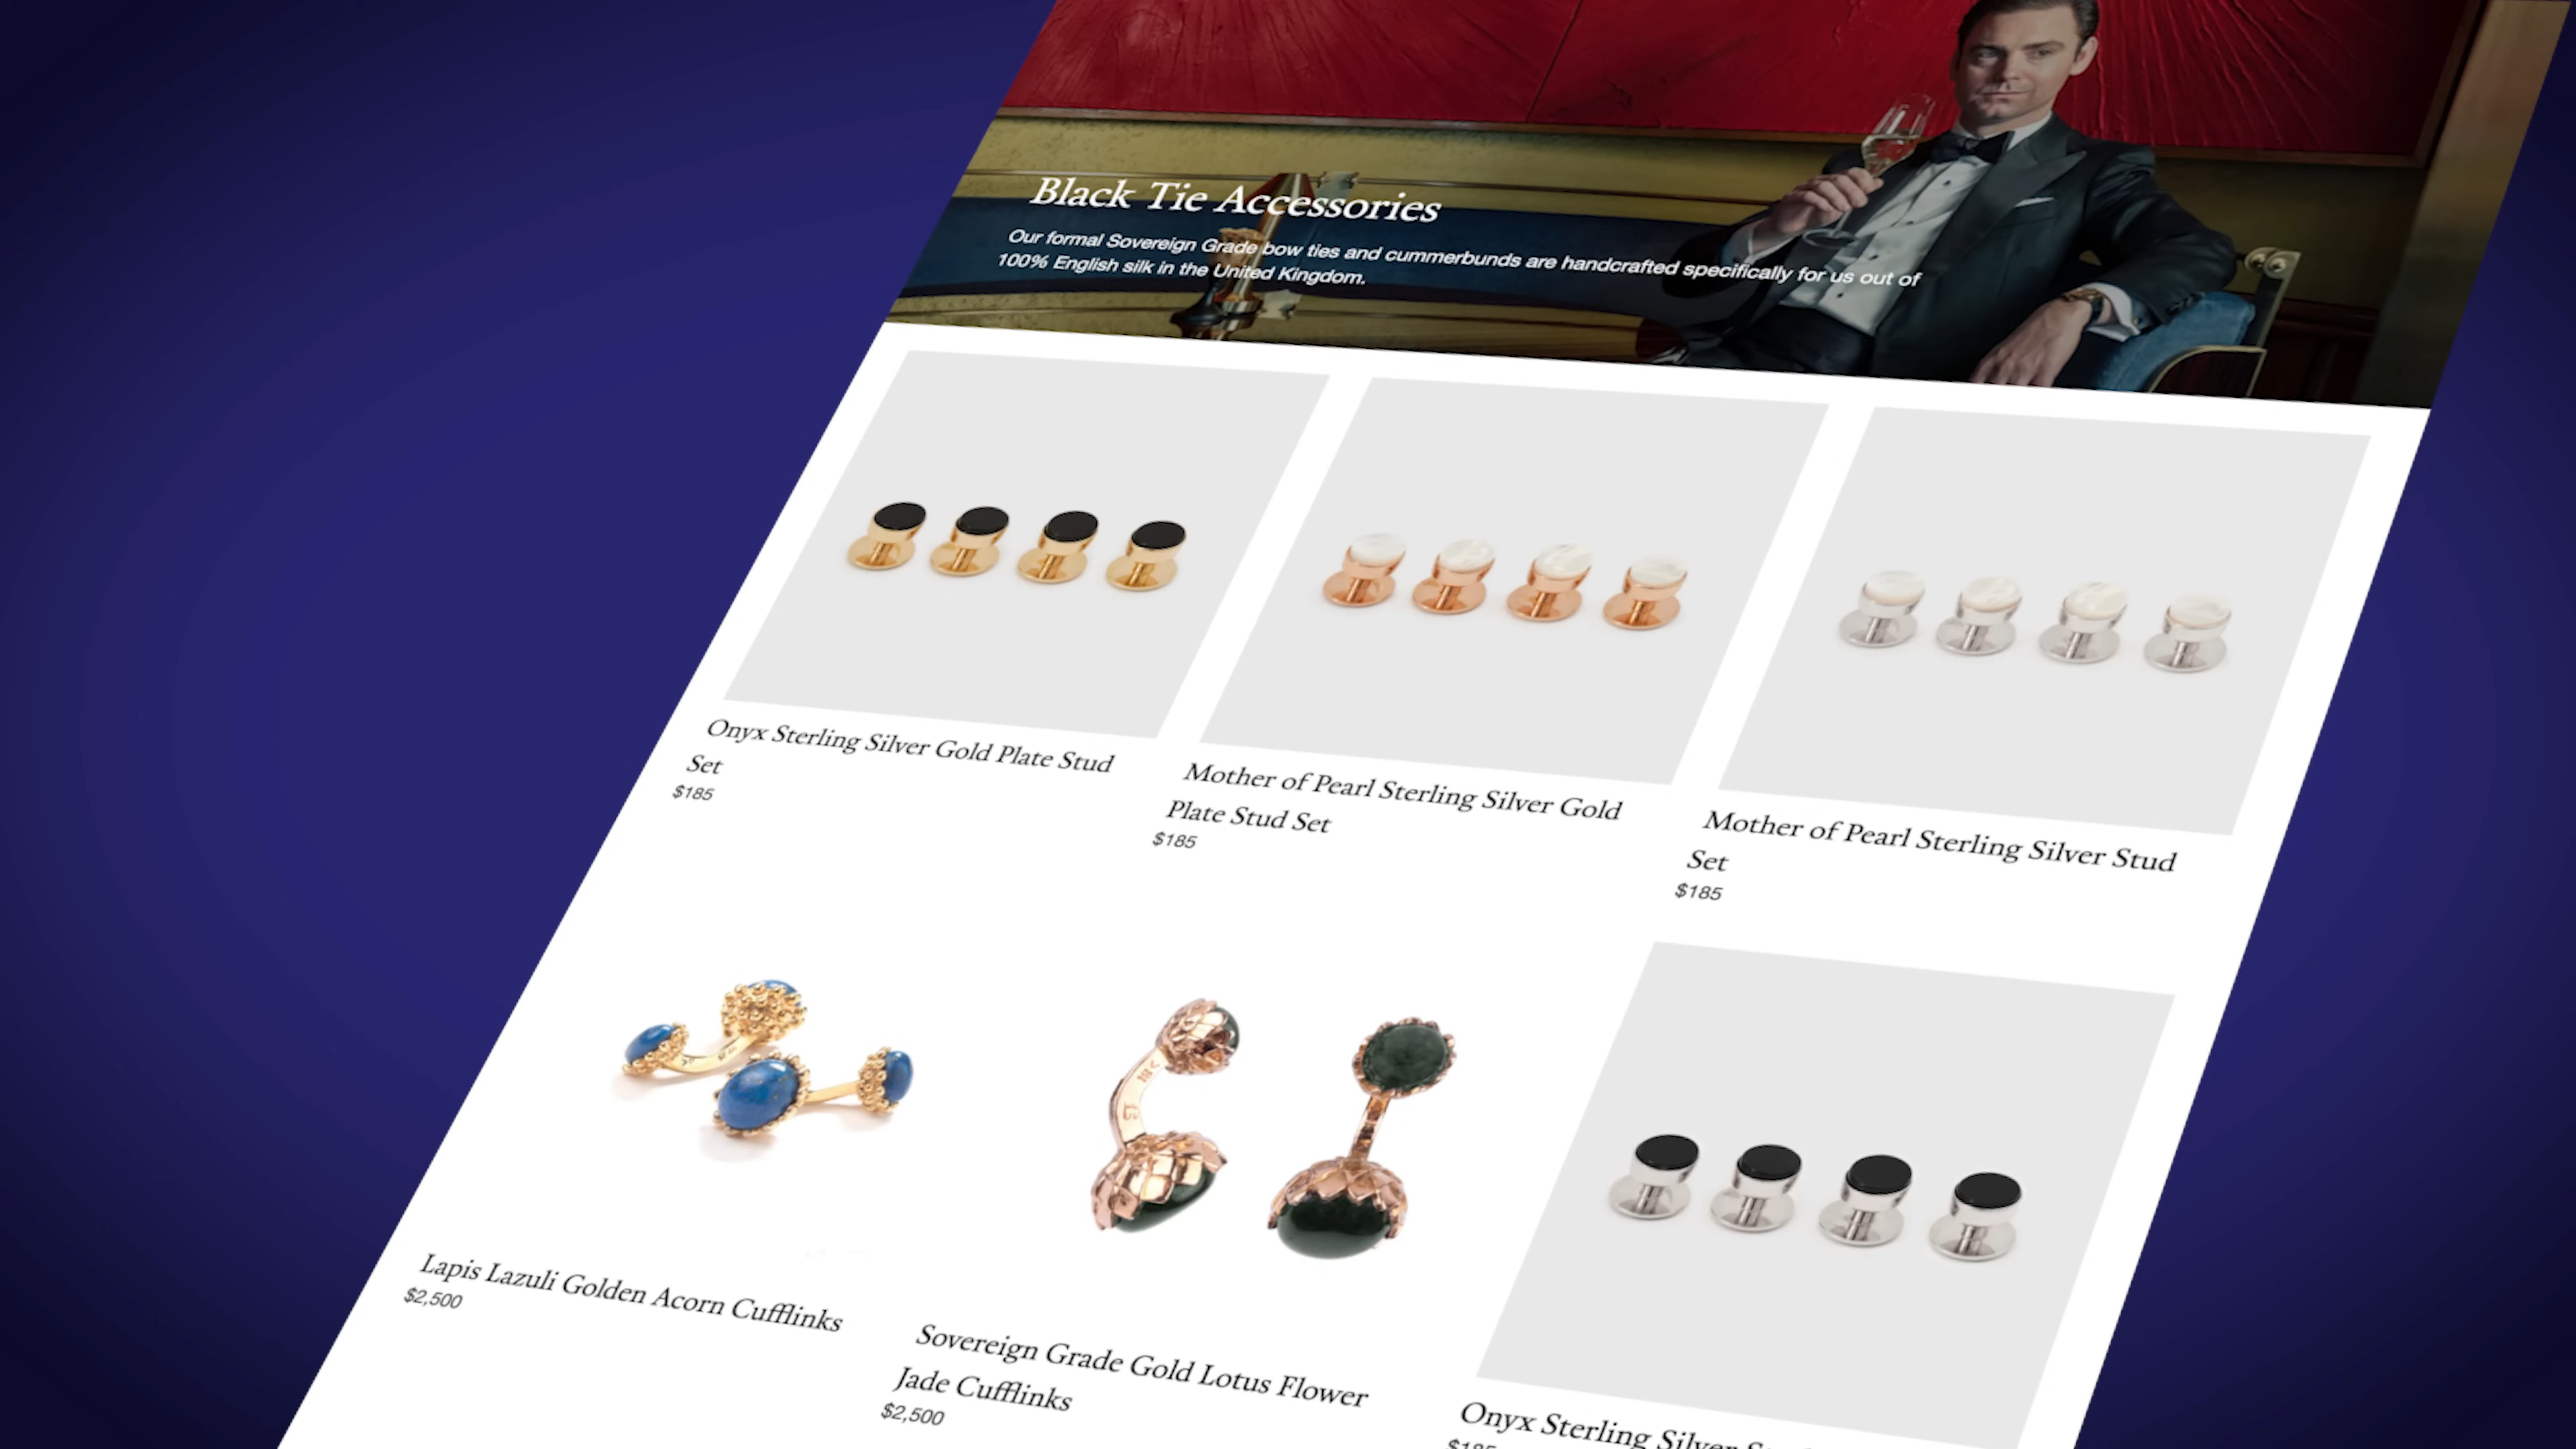 Black Tie Accessories
Our formal Sovereign Grade bow ties and cummerbunds are handcrafted specifically for us out of
100% English silk in the United Kingdom.
Onyx Sterling Silver Gold Plate Stud
Set
$185
Mother of Pearl Sterling Silver Gold
Plate Stud Set
$185
Mother of Pearl Sterling Silver Stud
Set
$185
Lapis Lazuli Golden Acorn Cufflinks
$2,500
Sovereign Grade Gold Lotus Flower
Jade Cufflinks
$2,500
Onyx Sterling Silver